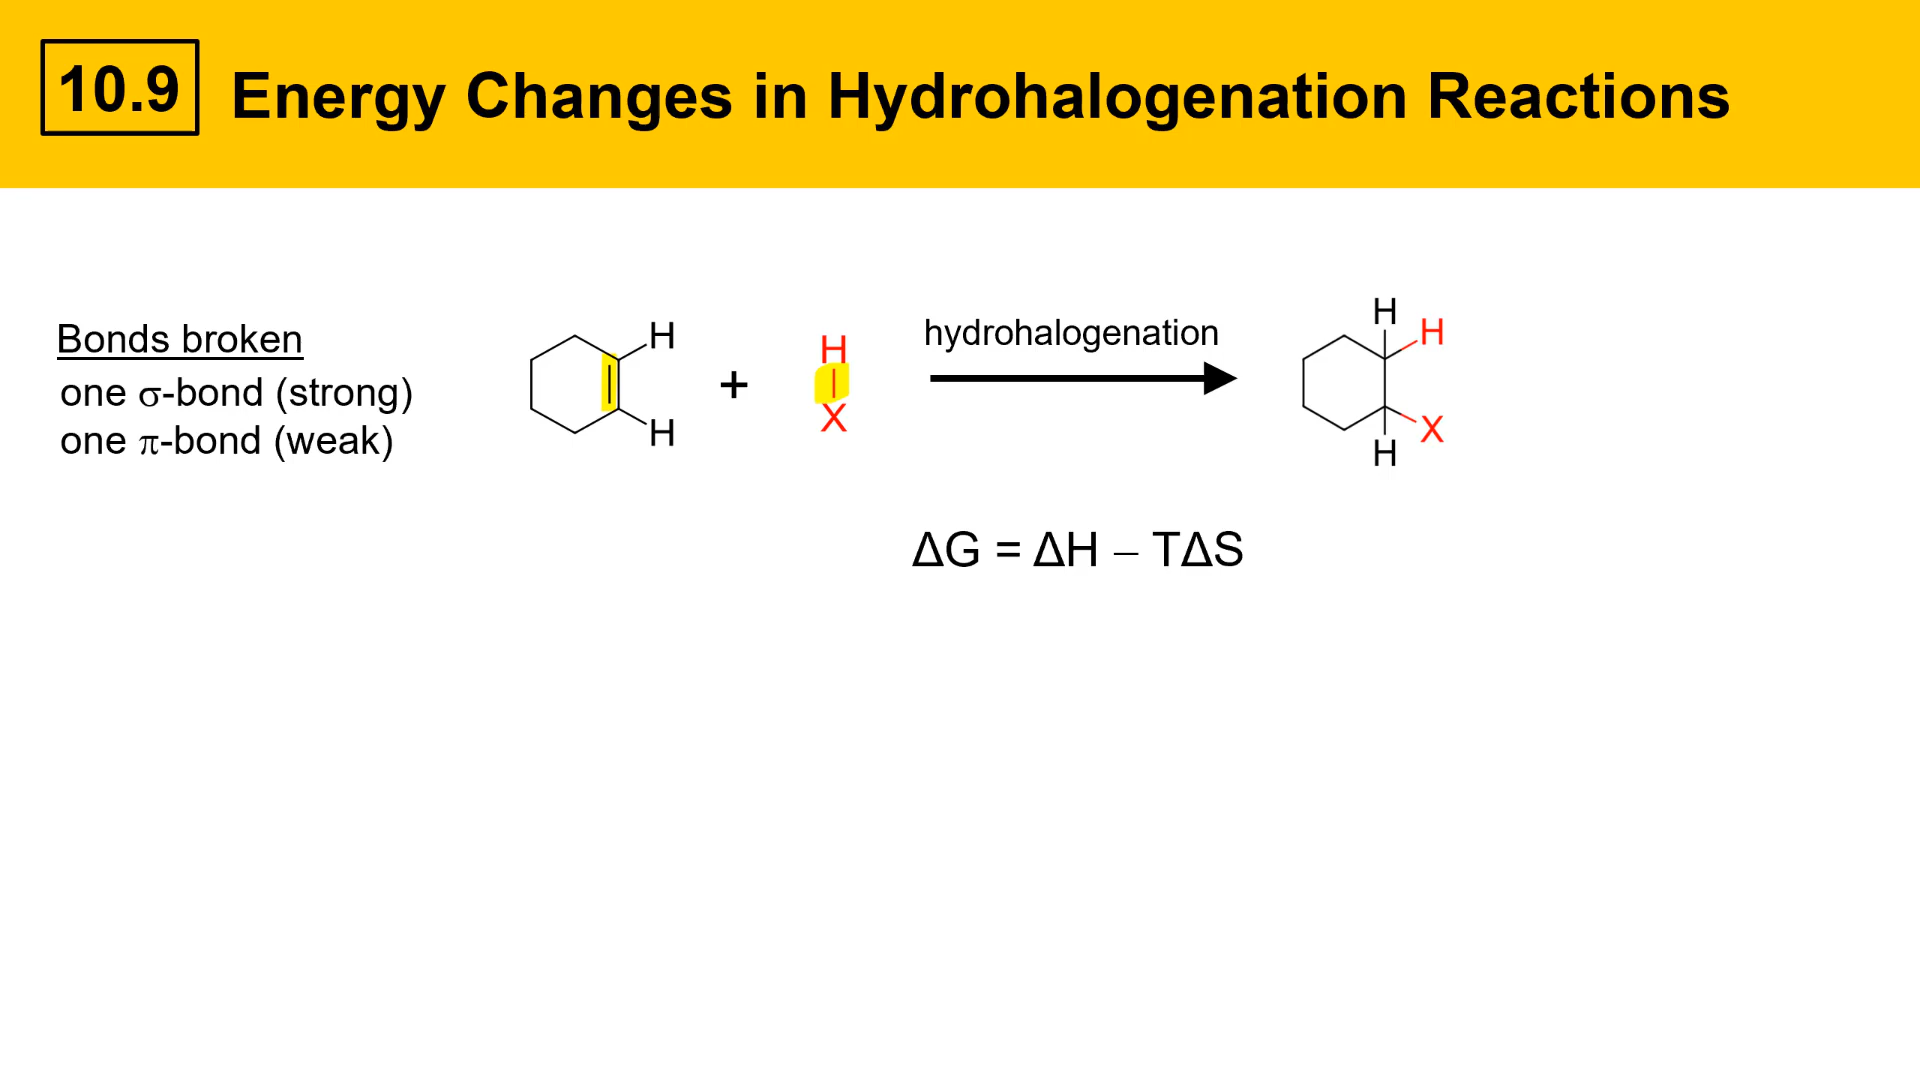 10.9 Energy Changes in Hydrohalogenation Reactions
Bonds broken
one σ-bond (strong)
one π-bond (weak)
H
H
+
H
X
hydrohalogenation
H
H
X
H
ΔG = ΔH – TΔS